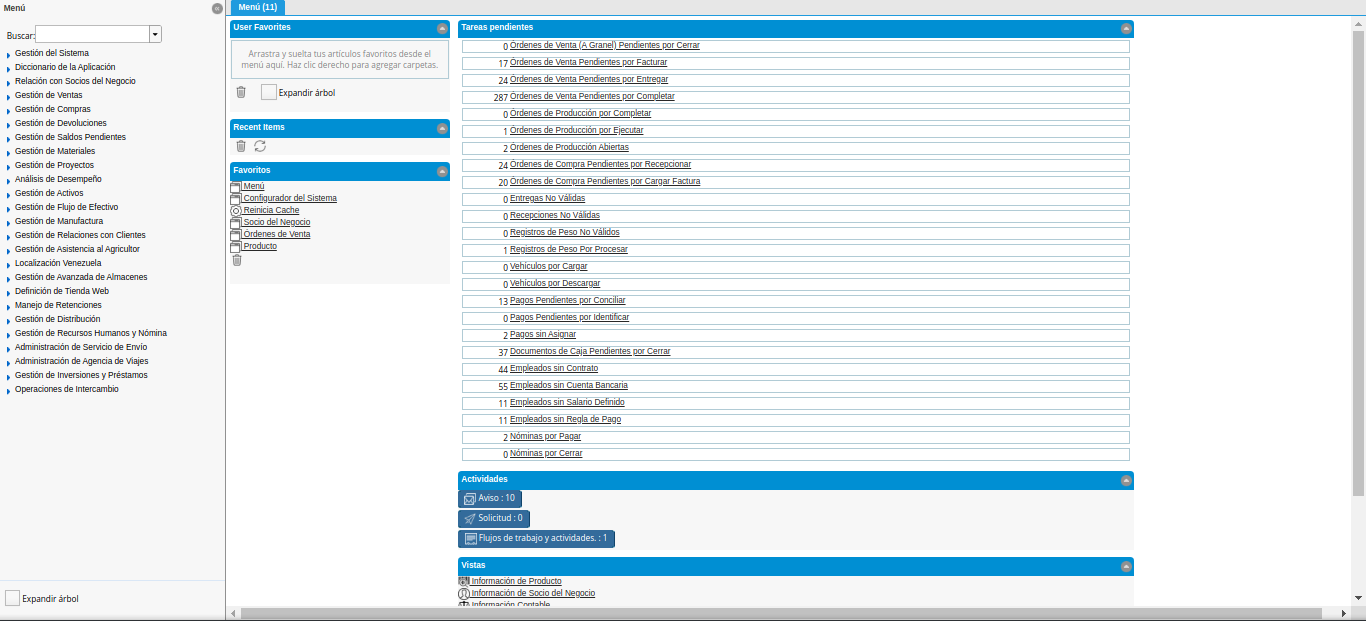 Menú
Buscar:
Gestión del Sistema
Diccionario de la Aplicación
Relación con Socios del Negocio
Gestión de Ventas
Gestión de Compras
Gestión de Devoluciones
Gestión de Saldos Pendientes
Gestión de Materiales
Gestión de Proyectos
Análisis de Desempeño
Gestión de Activos
Gestión de Flujo de Efectivo
Gestión de Manufactura
Gestión de Relaciones con Clientes
Gestión de Asistencia al Agricultor
Localización Venezuela
Gestión de Avanzada de Almacenes
Definición de Tienda Web
Manejo de Retenciones
Gestión de Distribución
Gestión de Recursos Humanos y Nómina
Administración de Servicio de Envío
Administración de Agencia de Viajes
Gestión de Inversiones y Préstamos
Operaciones de Intercambio
Expandir árbol
Menú (11)
User Favorites
Arrastra y suelta tus artículos favoritos desde el
menú aquí. Haz clic derecho para agregar carpetas.
Expandir árbol
Recent Items
Favoritos
Menú
Configurador del Sistema
Reinicia Cache
Socio del Negocio
Órdenes de Venta
Producto
Tareas pendientes
0 Órdenes de Venta (A Granel) Pendientes por Cerrar
17 Órdenes de Venta Pendientes por Facturar
24 Órdenes de Venta Pendientes por Entregar
287 Órdenes de Venta Pendientes por Completar
0 Órdenes de Producción por Completar
1 Órdenes de Producción por Ejecutar
2 Órdenes de Producción Abiertas
24 Órdenes de Compra Pendientes por Recepcionar
20 Órdenes de Compra Pendientes por Cargar Factura
0 Entregas No Válidas
0 Recepciones No Válidas
0 Registros de Peso No Válidos
1 Registros de Peso Por Procesar
0 Vehículos por Cargar
0 Vehículos por Descargar
13 Pagos Pendientes por Conciliar
0 Pagos Pendientes por Identificar
2 Pagos sin Asignar
37 Documentos de Caja Pendientes por Cerrar
44 Empleados sin Contrato
55 Empleados sin Cuenta Bancaria
11 Empleados sin Salario Definido
11 Empleados sin Regla de Pago
2 Nóminas por Pagar
0 Nóminas por Cerrar
Actividades
Aviso : 10
Solicitud : 0
Flujos de trabajo y actividades. : 1
Vistas
Información de Producto
Información de Socio del Negocio
Información Contable